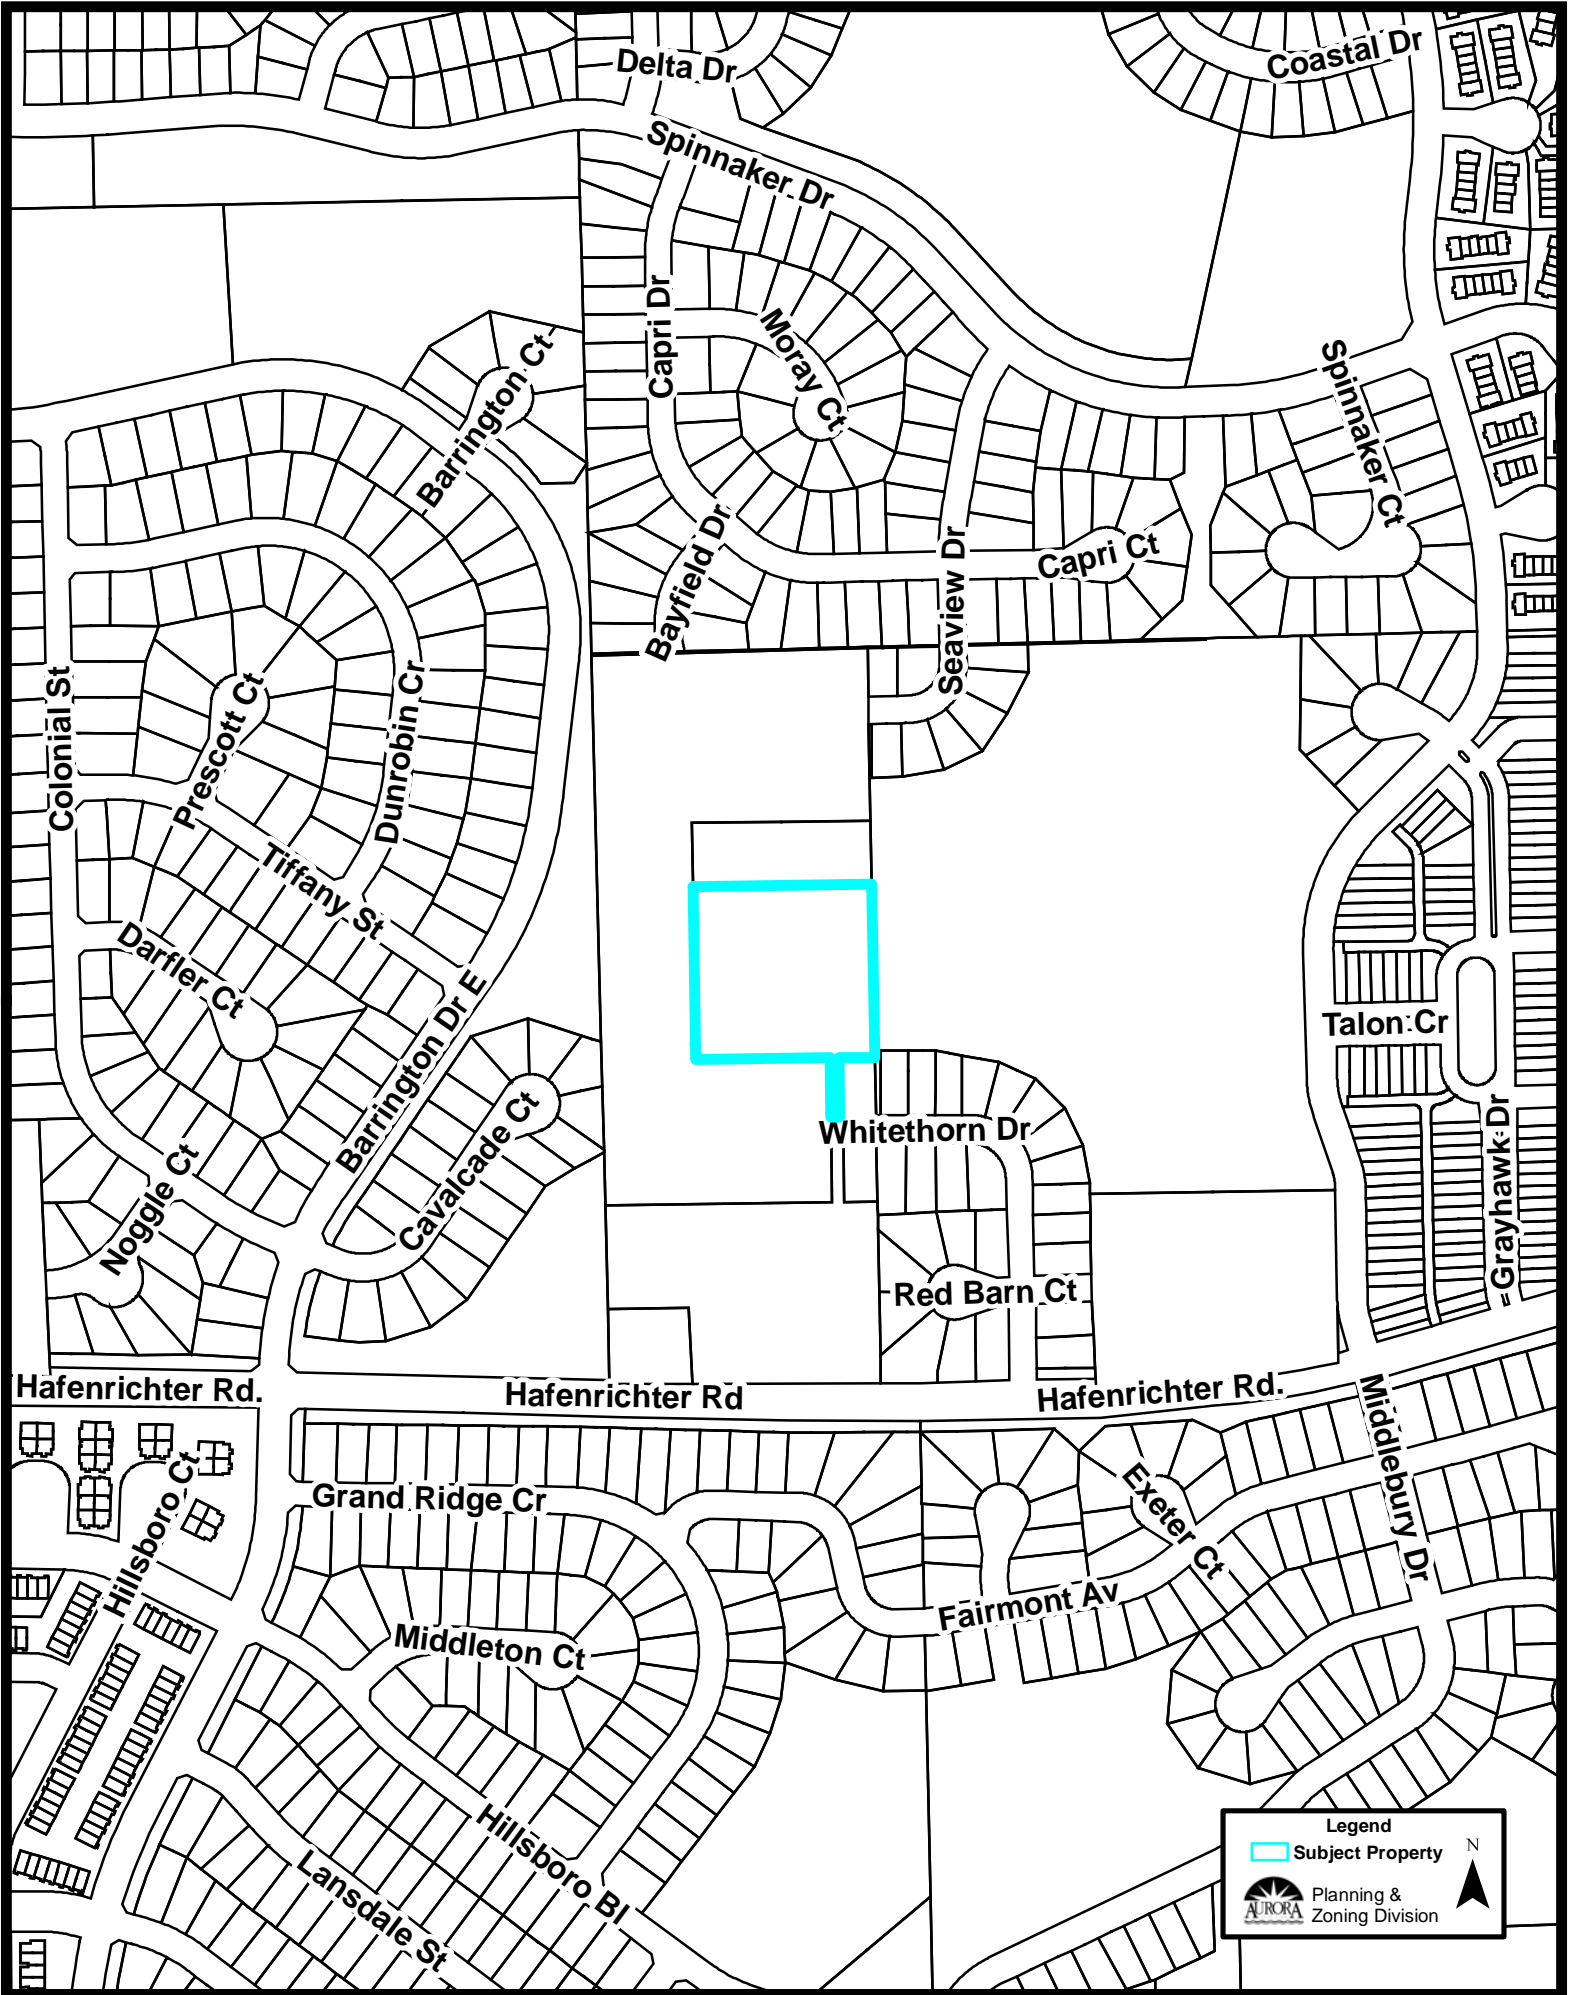 Delta Dr
Coastal Dr
Spinnaker Dr
Capri Dr
Moray Ct
Barrington Ct
Spinnaker Ct
Bayfield Dr
Seaview Dr
Capri Ct
Colonial St
Prescott Ct
Dunrobin Cr
Tiffany St
Darfler Ct
Barrington Dr E
Talon Cr
Cavalcade Ct
Whitethorn Dr
Noggle Ct
Grayhawk Dr
Red Barn Ct
Hafenrichter Rd.
Hafenrichter Rd
Hafenrichter Rd.
Middlebury Dr
Hillsboro Ct
Grand Ridge Cr
Exeter Ct
Fairmont Av
Middleton Ct
Hillsboro Bl
Lansdale St
Legend
Subject Property
N
AURORA
Planning &
Zoning Division